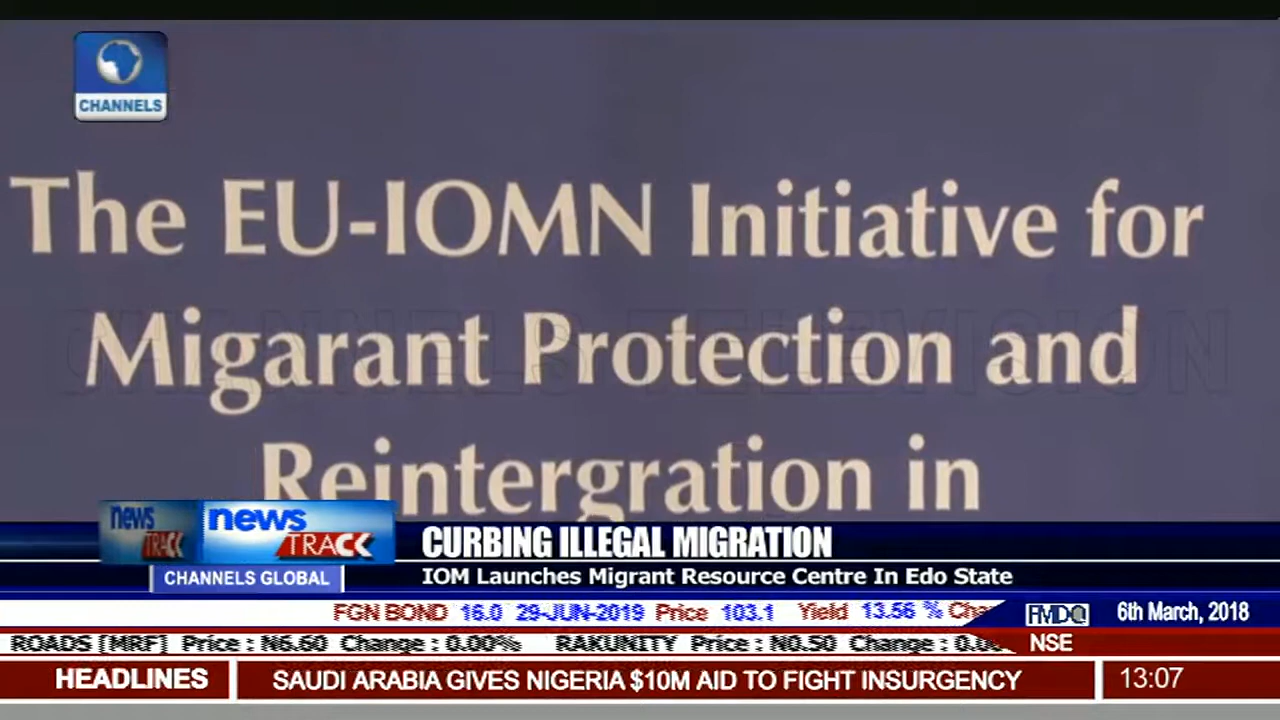 CHANNELS
The EU-IOMN Initiative for
Migarant Protection and
CHANNELS TELEVISION
Reintergration in
news TRACK
news TRACK
CURBING ILLEGAL MIGRATION
CHANNELS GLOBAL
IOM Launches Migrant Resource Centre In Edo State
FGN BOND 16.0 29-JUN-2019 Price 103.1 Yield 13.56 %
FMDQ 6th March, 2018
ROADS [MRF] Price : N6.60 Change : 0.00% RAKUNITY Price : N0.50 Change :
NSE
HEADLINES SAUDI ARABIA GIVES NIGERIA $10M AID TO FIGHT INSURGENCY 13:07